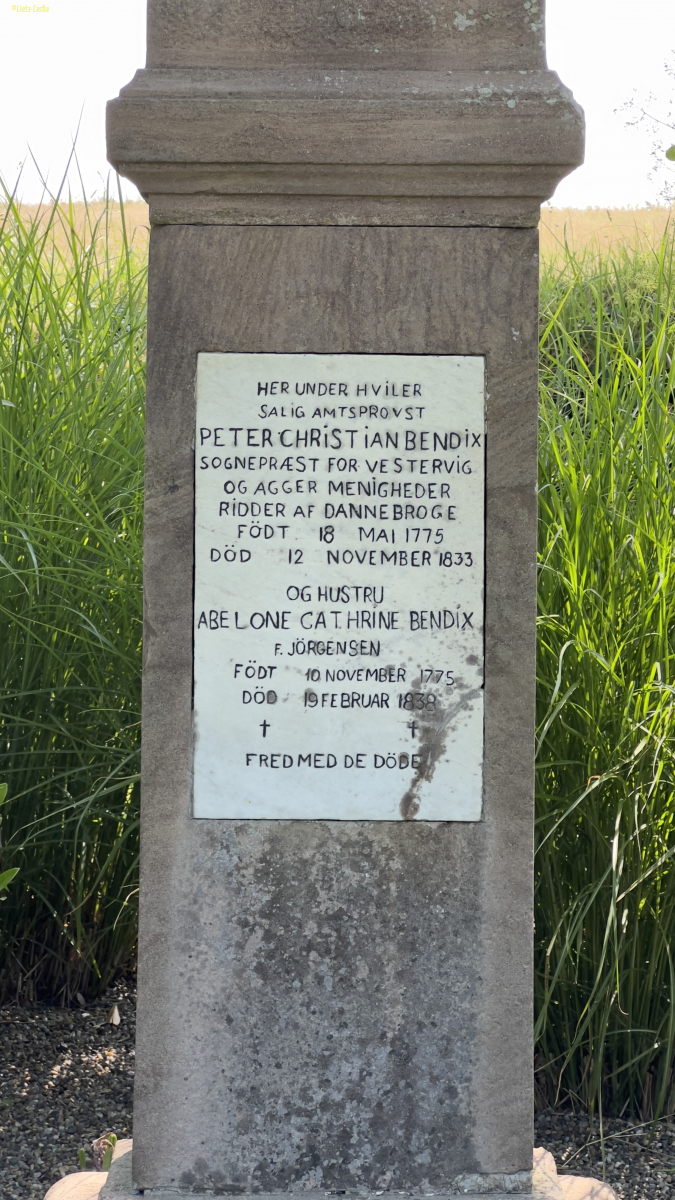 ©Lootz-Costha
HER UNDER HVILER
SALIG AMTSPROVST
PETER CHRISTIAN BENDIX
SOGNEPRÆST FOR VESTERVIG
OG AGGER MENIGHEDER
RIDDER AF DANNEBROGE
FÖDT 18 MAI 1775
DÖD 12 NOVEMBER 1833
OG HUSTRU
ABELONE CATHRINE BENDIX
F. JÖRGENSEN
FÖDT 10 NOVEMBER 1775
DÖD 19 FEBRUAR 1838
† †
FRED MED DE DÖDE